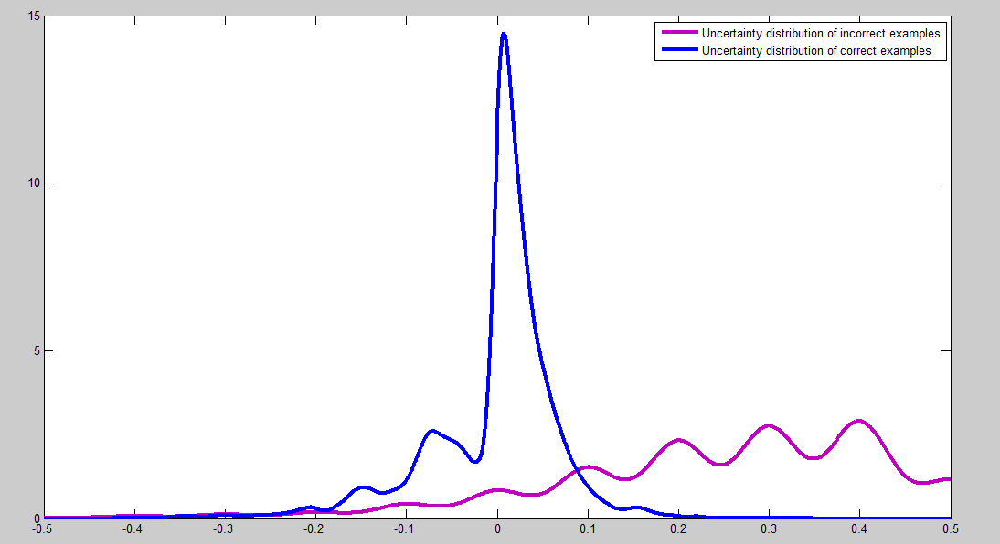 15
Uncertainty distribution of incorrect examples
Uncertainty distribution of correct examples
10
5
0
-0.5 -0.4 -0.3 -0.2 -0.1 0 0.1 0.2 0.3 0.4 0.5